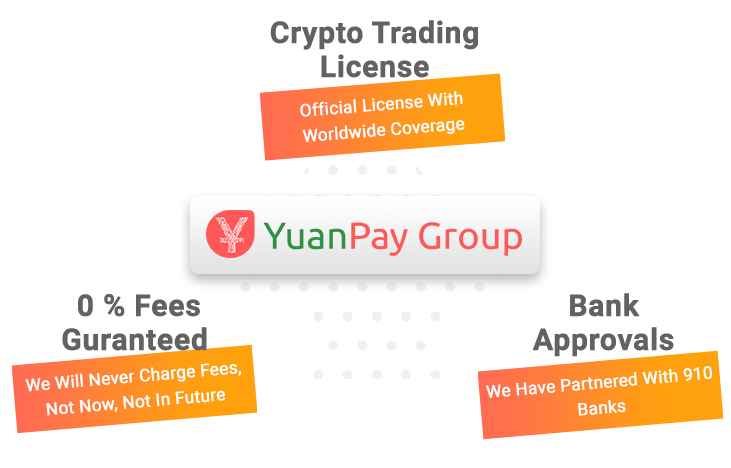 Crypto Trading
License
Official License With
Worldwide Coverage
YuanPay Group
0 % Fees
Guranteed
We Will Never Charge Fees,
Not Now, Not In Future
Bank
Approvals
We Have Partnered With 910
Banks